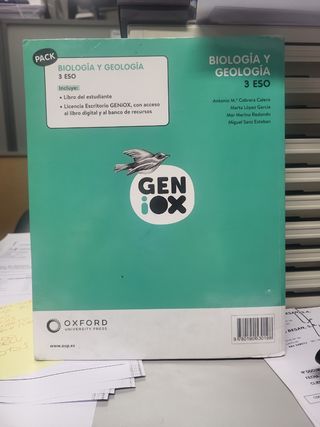 PACK
BIOLOGÍA Y GEOLOGÍA
3 ESO
Incluye:
• Libro del estudiante
• Licencia Escritorio GENiOX, con acceso
al libro digital y al banco de recursos
BIOLOGÍA Y
GEOLOGÍA
3 ESO
Antonio M.ª Cabrera Calero
Marta López García
Mar Merino Redondo
Miguel Sanz Esteban
GEN
iOX
OXFORD
UNIVERSITY PRESS
www.oup.es